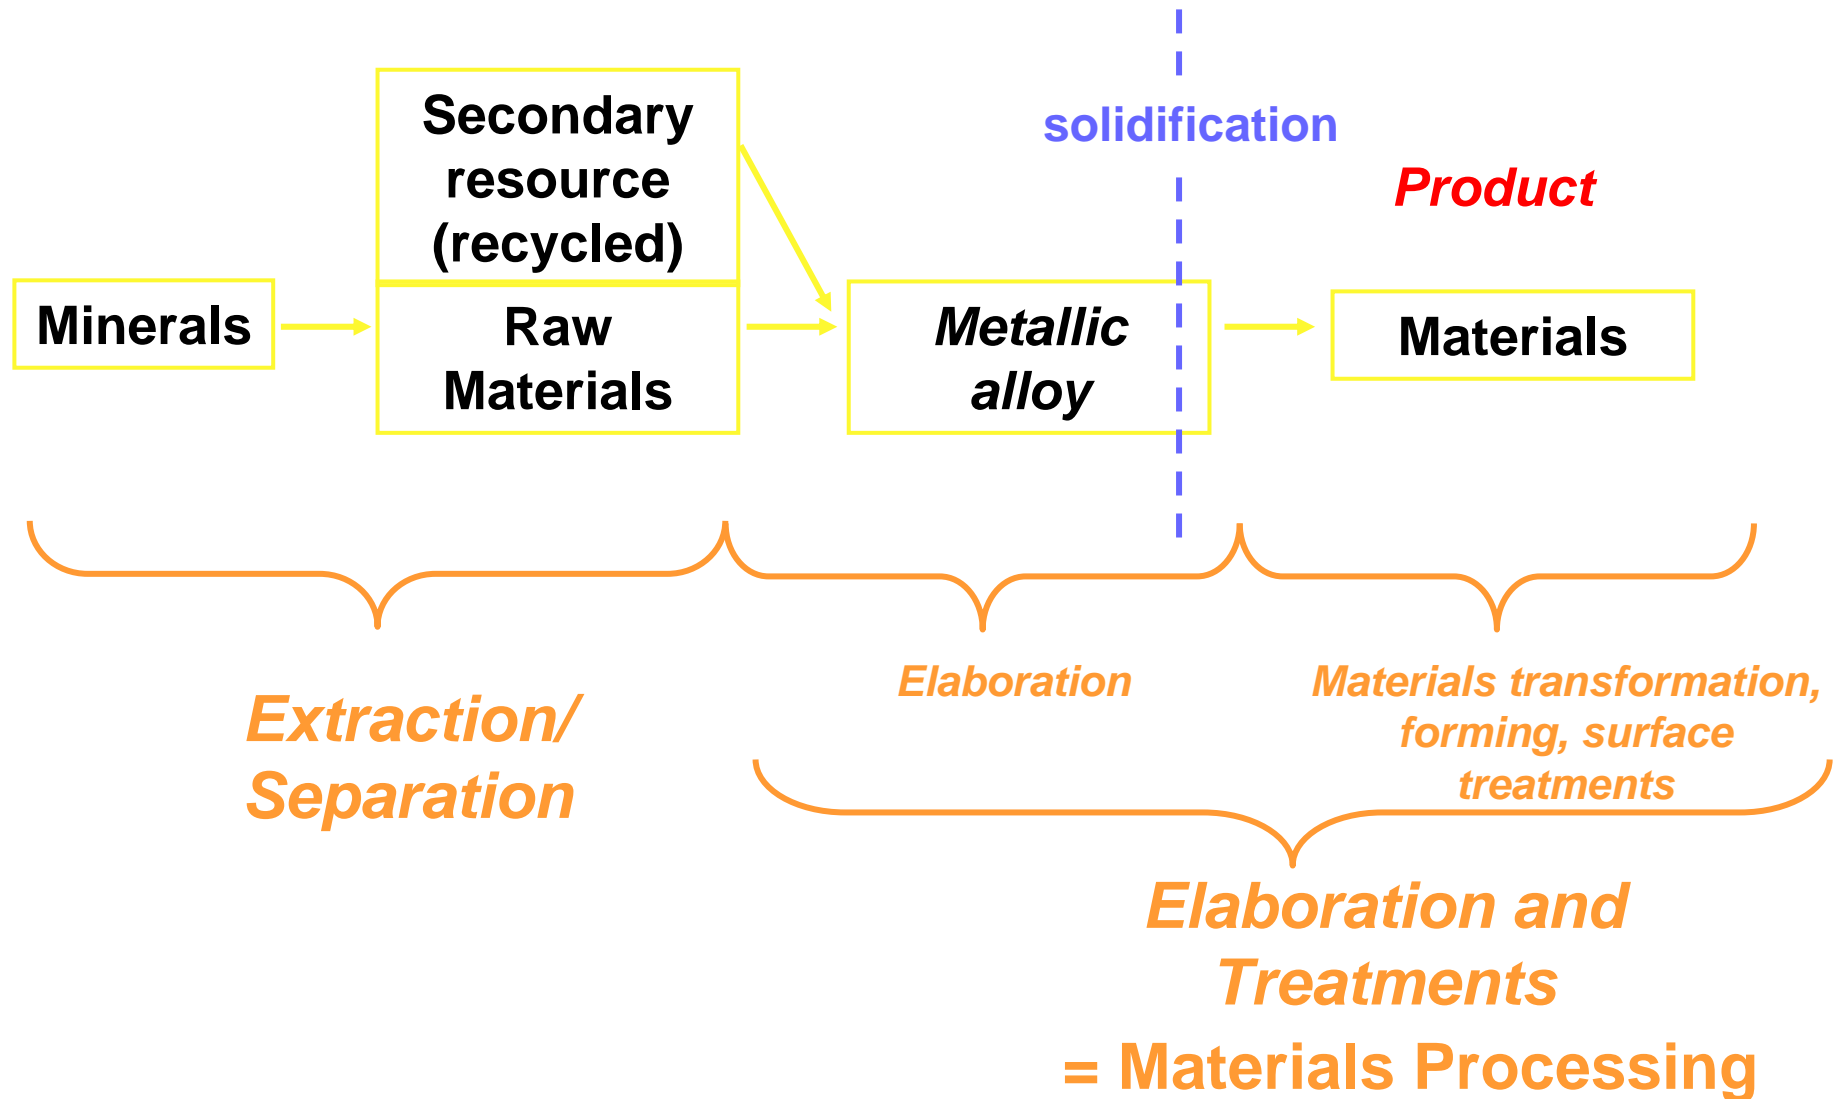 Secondary
resource
(recycled)
solidification
Product
Minerals
Raw
Materials
Metallic
alloy
Materials
Extraction/
Separation
Elaboration
Materials transformation,
forming, surface
treatments
Elaboration and
Treatments
= Materials Processing